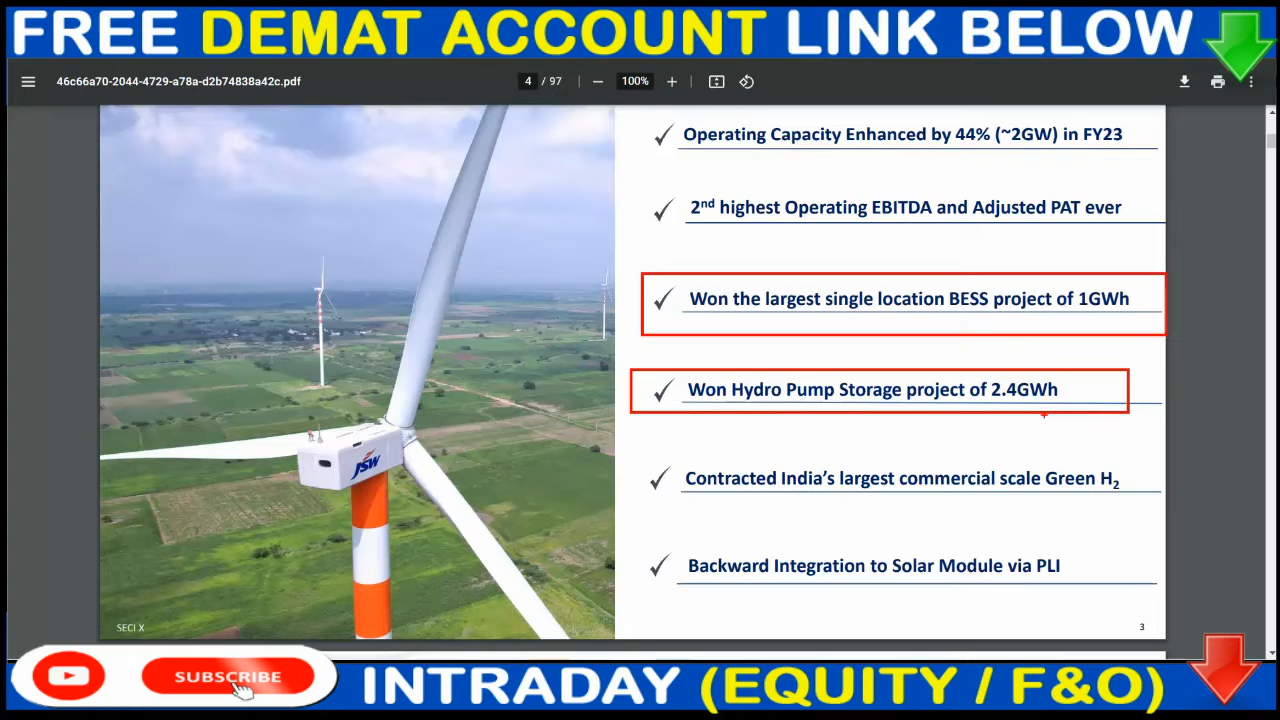 FREE DEMAT ACCOUNT LINK BELOW
46c66a70-2044-4729-a78a-d2b74838a42c.pdf
4 / 97
100%
Operating Capacity Enhanced by 44% (~2GW) in FY23
2nd highest Operating EBITDA and Adjusted PAT ever
Won the largest single location BESS project of 1GWh
Won Hydro Pump Storage project of 2.4GWh
JSW
Contracted India's largest commercial scale Green H2
Backward Integration to Solar Module via PLI
SECI X
3
SUBSCRIBE
INTRADAY (EQUITY / F&O)